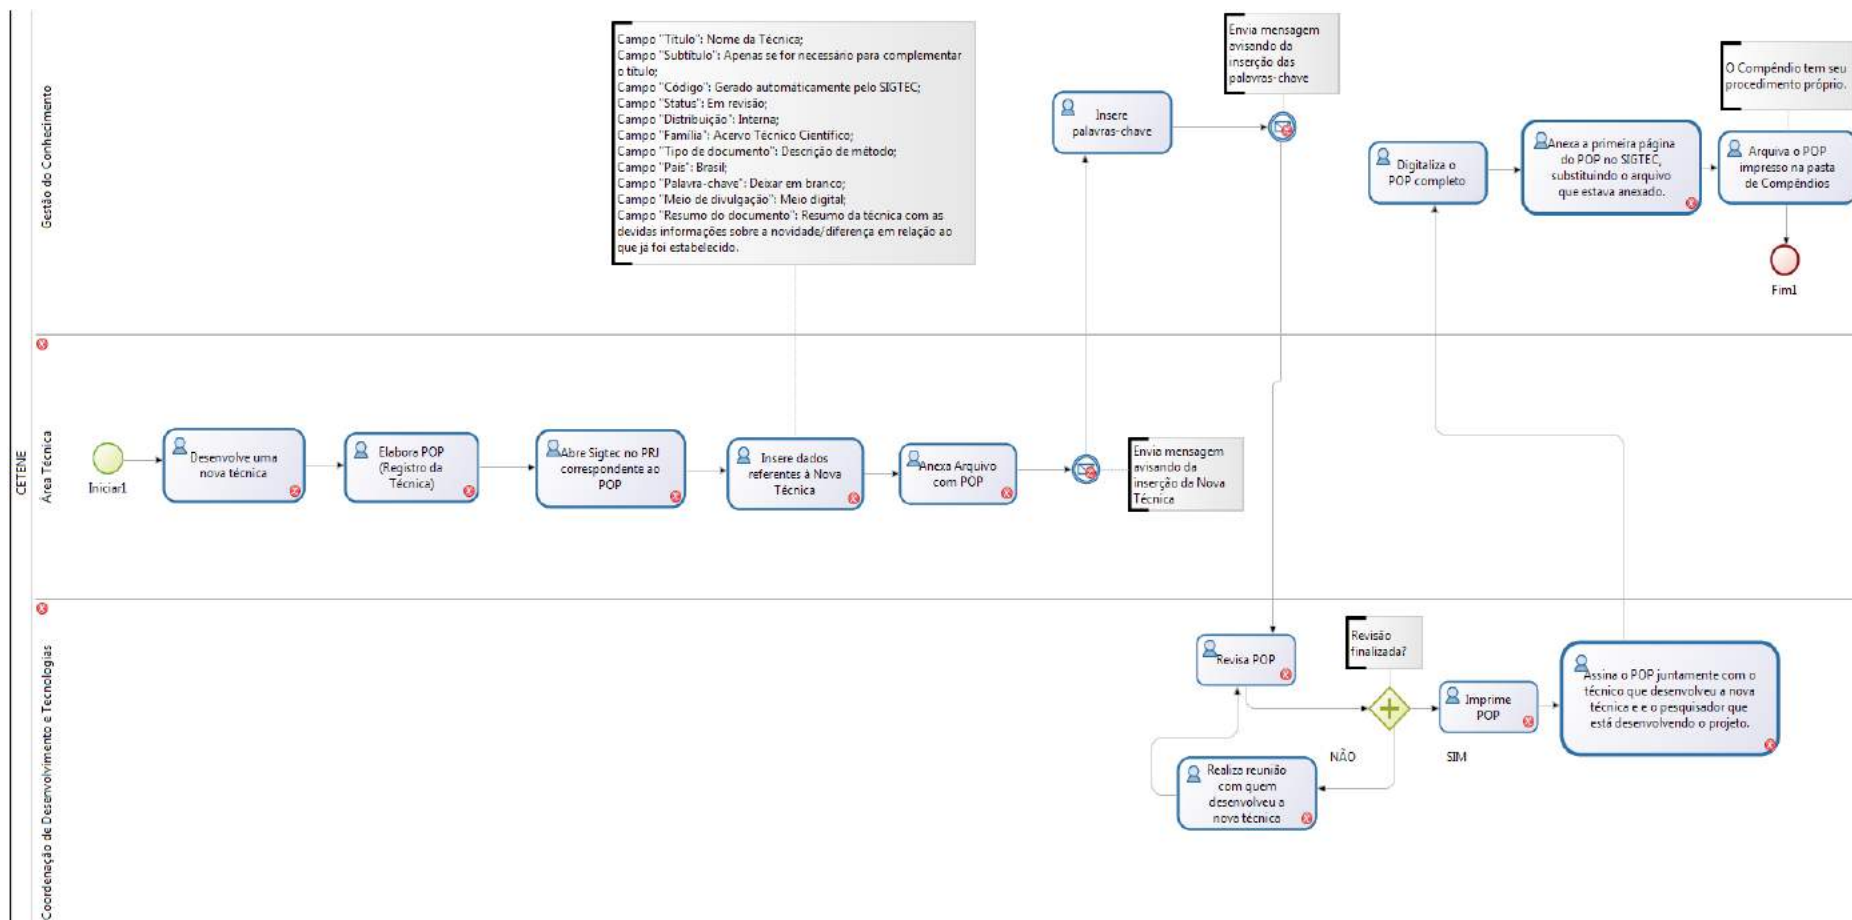 CETENE
Gestão do Conhecimento
Campo "Título": Nome da Técnica;
Campo "Subtítulo": Apenas se for necessário para complementar
o título;
Campo "Código": Gerado automáticamente pelo SIGTEC;
Campo "Status": Em revisão;
Campo "Distribuição": Interna;
Campo "Família": Acervo Técnico Científico;
Campo "Tipo de documento": Descrição de método;
Campo "País": Brasil;
Campo "Palavra-chave": Deixar em branco;
Campo "Meio de divulgação": Meio digital;
Campo "Resumo do documento": Resumo da técnica com as
devidas informações sobre a novidade/diferença em relação ao
que já foi estabelecido.
Insere
palavras-chave
Envia mensagem
avisando da
inserção das
palavras-chave
Digitaliza o
POP completo
Anexa a primeira página
do POP no SIGTEC,
substituindo o arquivo
que estava anexado.
O Compêndio tem seu
procedimento próprio.
Arquiva o POP
impresso na pasta
de Compêndios
Fim1
Área Técnica
Iniciar1
Desenvolve uma
nova técnica
Elabora POP
(Registro da
Técnica)
Abre Sigtec no PRJ
correspondente ao
POP
Insere dados
referentes à Nova
Técnica
Anexa Arquivo
com POP
Envia mensagem
avisando da
inserção da Nova
Técnica
Coordenação de Desenvolvimento e Tecnologias
Revisa POP
Revisão
finalizada?
NÃO
SIM
Realiza reunião
com quem
desenvolveu a
nova técnica
Imprime
POP
Assina o POP juntamente com o
técnico que desenvolveu a nova
técnica e e o pesquisador que
está desenvolvendo o projeto.